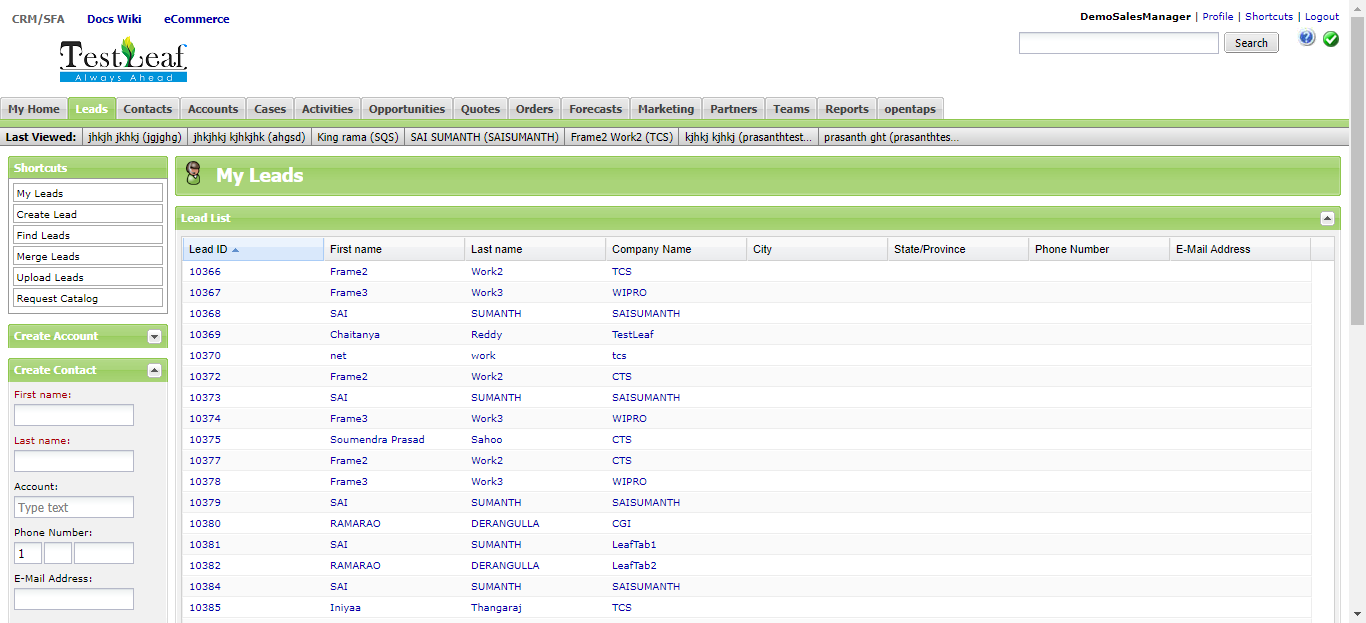 CRM/SFA Docs Wiki eCommerce
DemoSalesManager | Profile | Shortcuts | Logout
TestLeaf
Always Ahead
Search
?
My Home Leads Contacts Accounts Cases Activities Opportunities Quotes Orders Forecasts Marketing Partners Teams Reports opentaps
Last Viewed: jhkjh jkhkj (jgjghg) jhkjhkj kjhkjhk (ahgsd) King rama (SQS) SAI SUMANTH (SAISUMANTH) Frame2 Work2 (TCS) kjhkj kjhkj (prasanthtest... prasanth ght (prasanthtes...
Shortcuts
My Leads
Create Lead
Find Leads
Merge Leads
Upload Leads
Request Catalog
Create Account
Create Contact
First name:
Last name:
Account:
Type text
Phone Number:
1
E-Mail Address:
My Leads
Lead List
Lead ID First name Last name Company Name City State/Province Phone Number E-Mail Address
10366 Frame2 Work2 TCS
10367 Frame3 Work3 WIPRO
10368 SAI SUMANTH SAISUMANTH
10369 Chaitanya Reddy TestLeaf
10370 net work tcs
10372 Frame2 Work2 CTS
10373 SAI SUMANTH SAISUMANTH
10374 Frame3 Work3 WIPRO
10375 Soumendra Prasad Sahoo CTS
10377 Frame2 Work2 CTS
10378 Frame3 Work3 WIPRO
10379 SAI SUMANTH SAISUMANTH
10380 RAMARAO DERANGULLA CGI
10381 SAI SUMANTH LeafTab1
10382 RAMARAO DERANGULLA LeafTab2
10384 SAI SUMANTH SAISUMANTH
10385 Iniyaa Thangaraj TCS